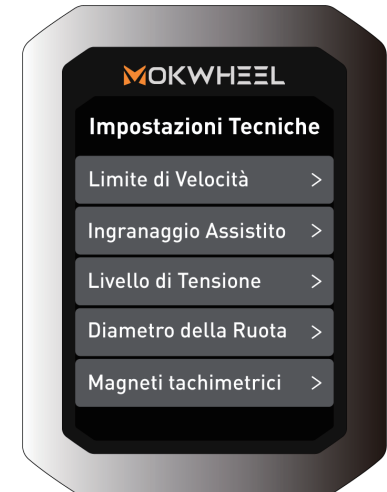 MOKWHEEL
Impostazioni Tecniche
Limite di Velocità >
Ingranaggio Assistito >
Livello di Tensione >
Diametro della Ruota >
Magneti tachimetrici >